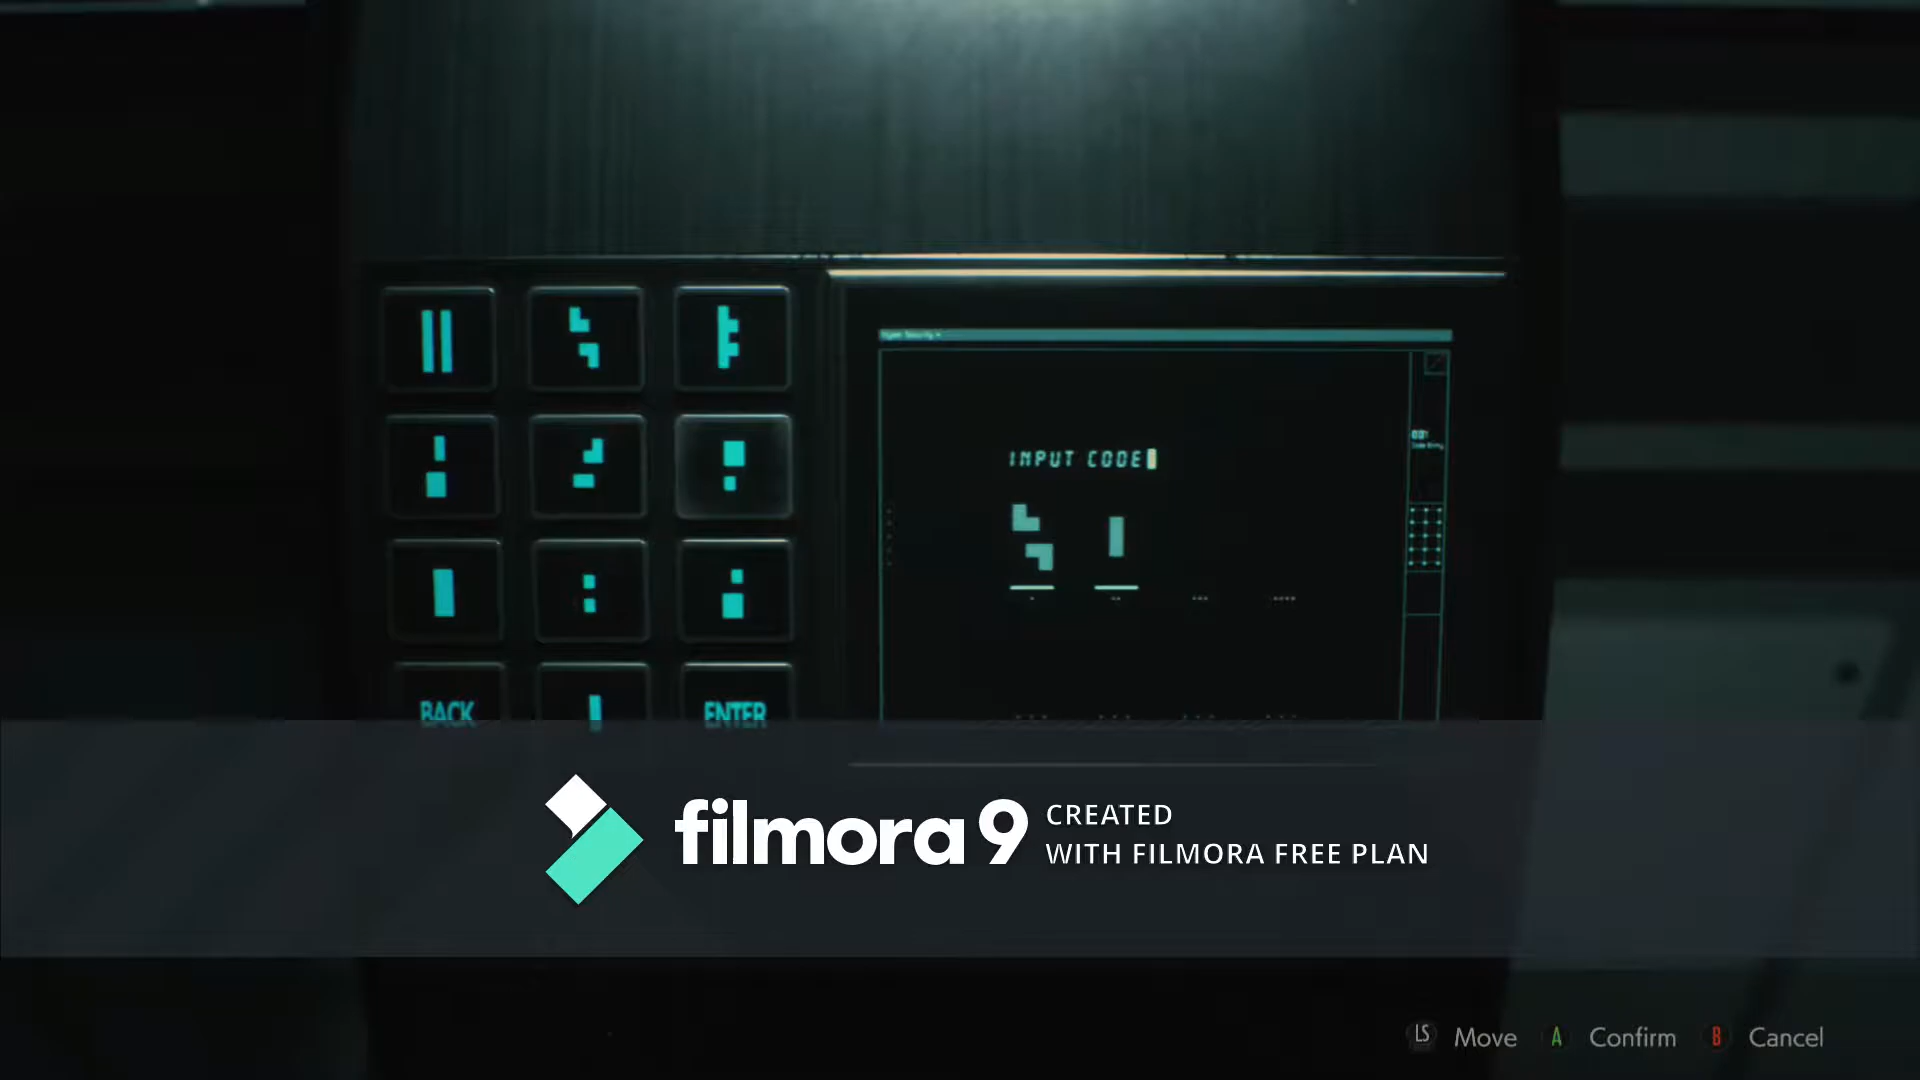 INPUT CODE
BACK
ENTER
filmora 9
CREATED
WITH FILMORA FREE PLAN
LS Move A Confirm B Cancel